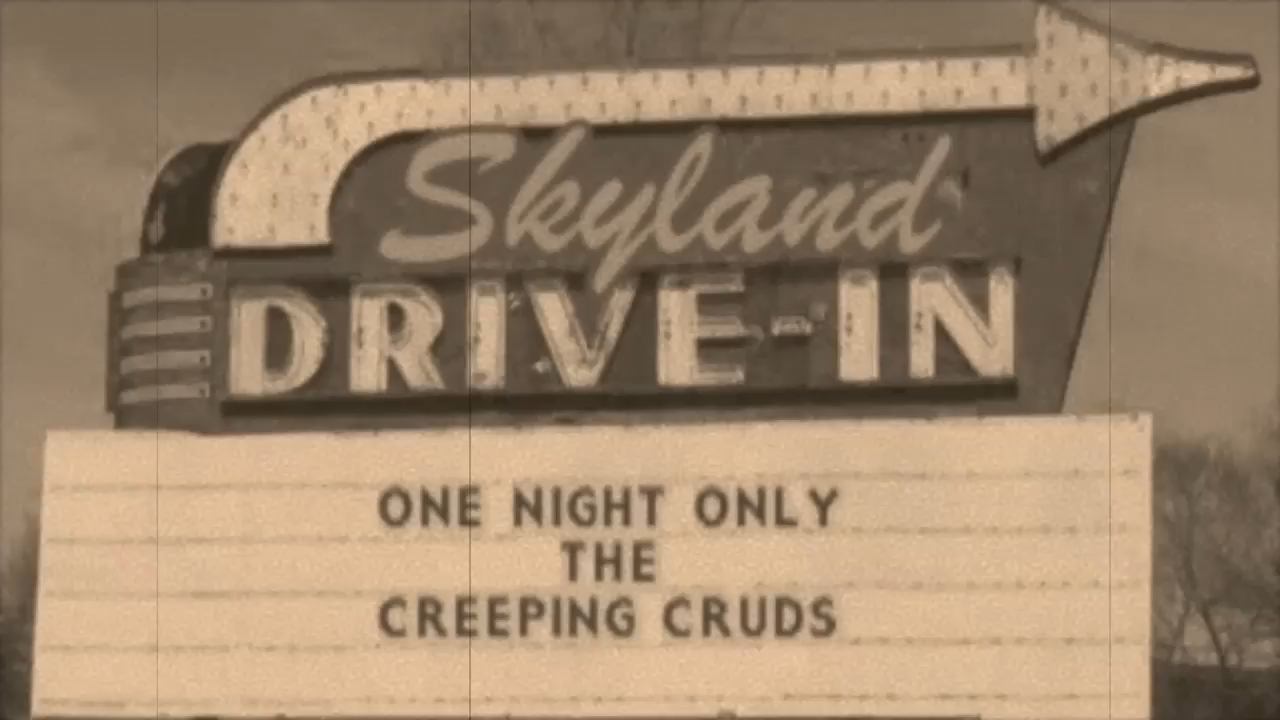 Skyland
DRIVE-IN
ONE NIGHT ONLY
THE
CREEPING CRUDS